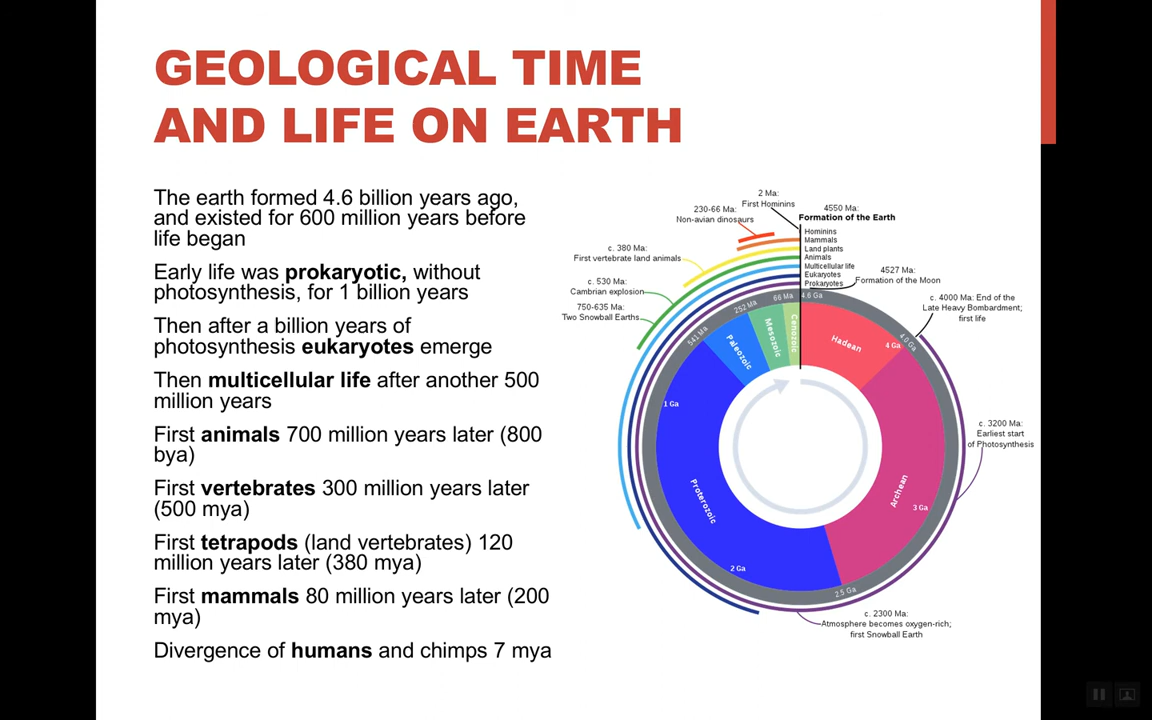 GEOLOGICAL TIME
AND LIFE ON EARTH
The earth formed 4.6 billion years ago,
and existed for 600 million years before
life began
Early life was prokaryotic, without
photosynthesis, for 1 billion years
Then after a billion years of
photosynthesis eukaryotes emerge
Then multicellular life after another 500
million years
First animals 700 million years later (800
bya)
First vertebrates 300 million years later
(500 mya)
First tetrapods (land vertebrates) 120
million years later (380 mya)
First mammals 80 million years later (200
mya)
Divergence of humans and chimps 7 mya
2 Ma:
First Hominins
230-66 Ma:
Non-avian dinosaurs
c. 380 Ma:
First vertebrate land animals
c. 530 Ma:
Cambrian explosion
750-635 Ma:
Two Snowball Earths
4550 Ma:
Formation of the Earth
Hominins
Mammals
Land plants
Animals
Multicellular life
Eukaryotes
Prokaryotes
4527 Ma:
Formation of the Moon
c. 4000 Ma: End of the
Late Heavy Bombardment;
first life
c. 3200 Ma:
Earliest start
of Photosynthesis
c. 2300 Ma:
Atmosphere becomes oxygen-rich;
first Snowball Earth
4.6 Ga
4.0 Ga
2.5 Ga
541 Ma
252 Ma
66 Ma
Hadean
4 Ga
Archean
3 Ga
Proterozoic
2 Ga
1 Ga
Paleozoic
Mesozoic
Cenozoic